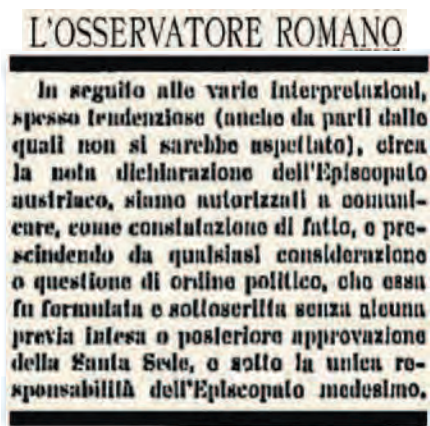 L'OSSERVATORE ROMANO
In seguito alle varie interpretazioni,
spesso tendenziose (anche da parti dalle
quali non si sarebbe aspettato), circa
la nota dichiarazione dell'Episcopato
austriaco, siamo autorizzati a comuni-
care, come constatazione di fatto, e pre-
scindendo da qualsiasi considerazione
o questione di ordine politico, che essa
fu formulata e sottoscritta senza alcuna
previa intesa o posteriore approvazione
della Santa Sede, e sotto la unica re-
sponsabilità dell'Episcopato medesimo.